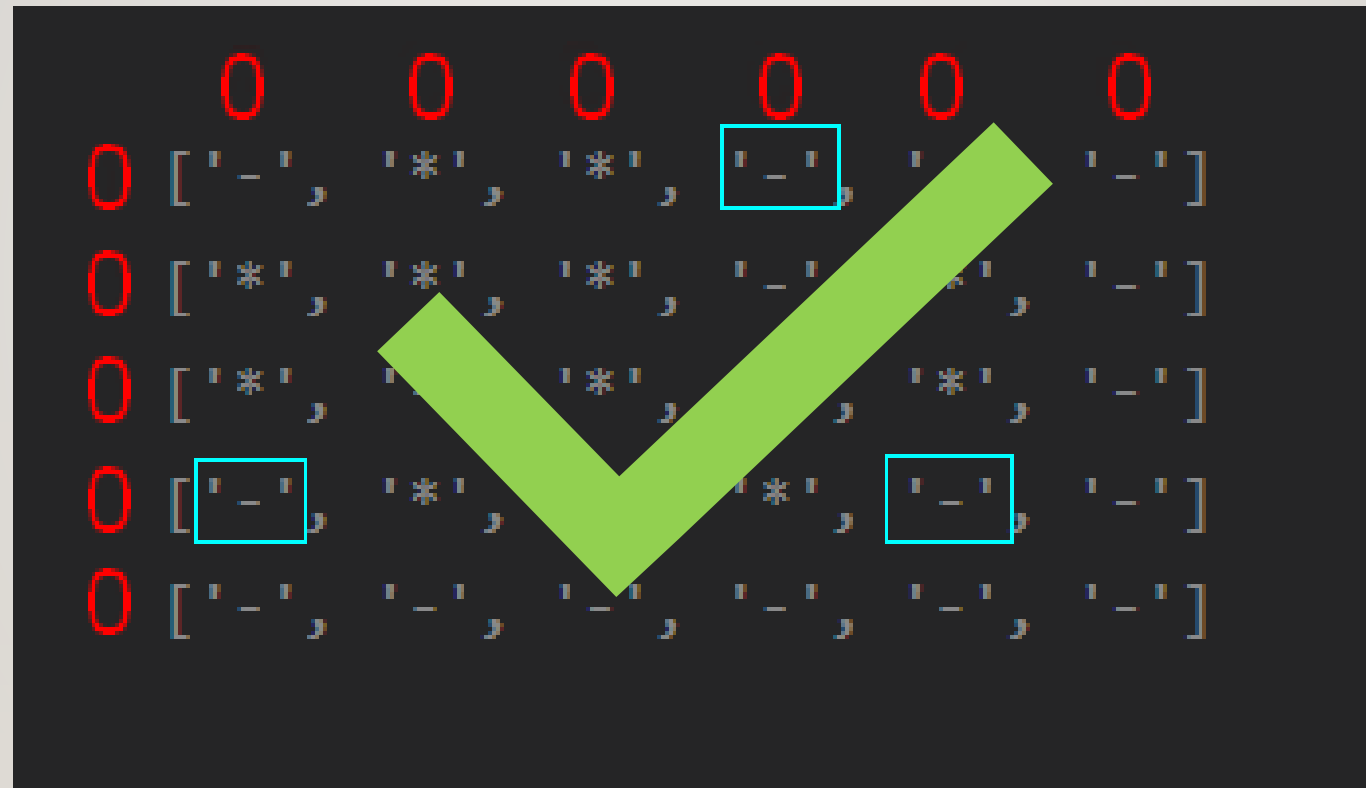 0 0 0 0 0 0
0 ['-', '*', '*', '-', ' '-']
0 ['*', '*', '*', '-' ', '-']
0 ['*', ' '*', , '*', '-']
0 ['-', '*', '*', '-', '-']
0 ['-', '-', '-', '-', '-', '-']